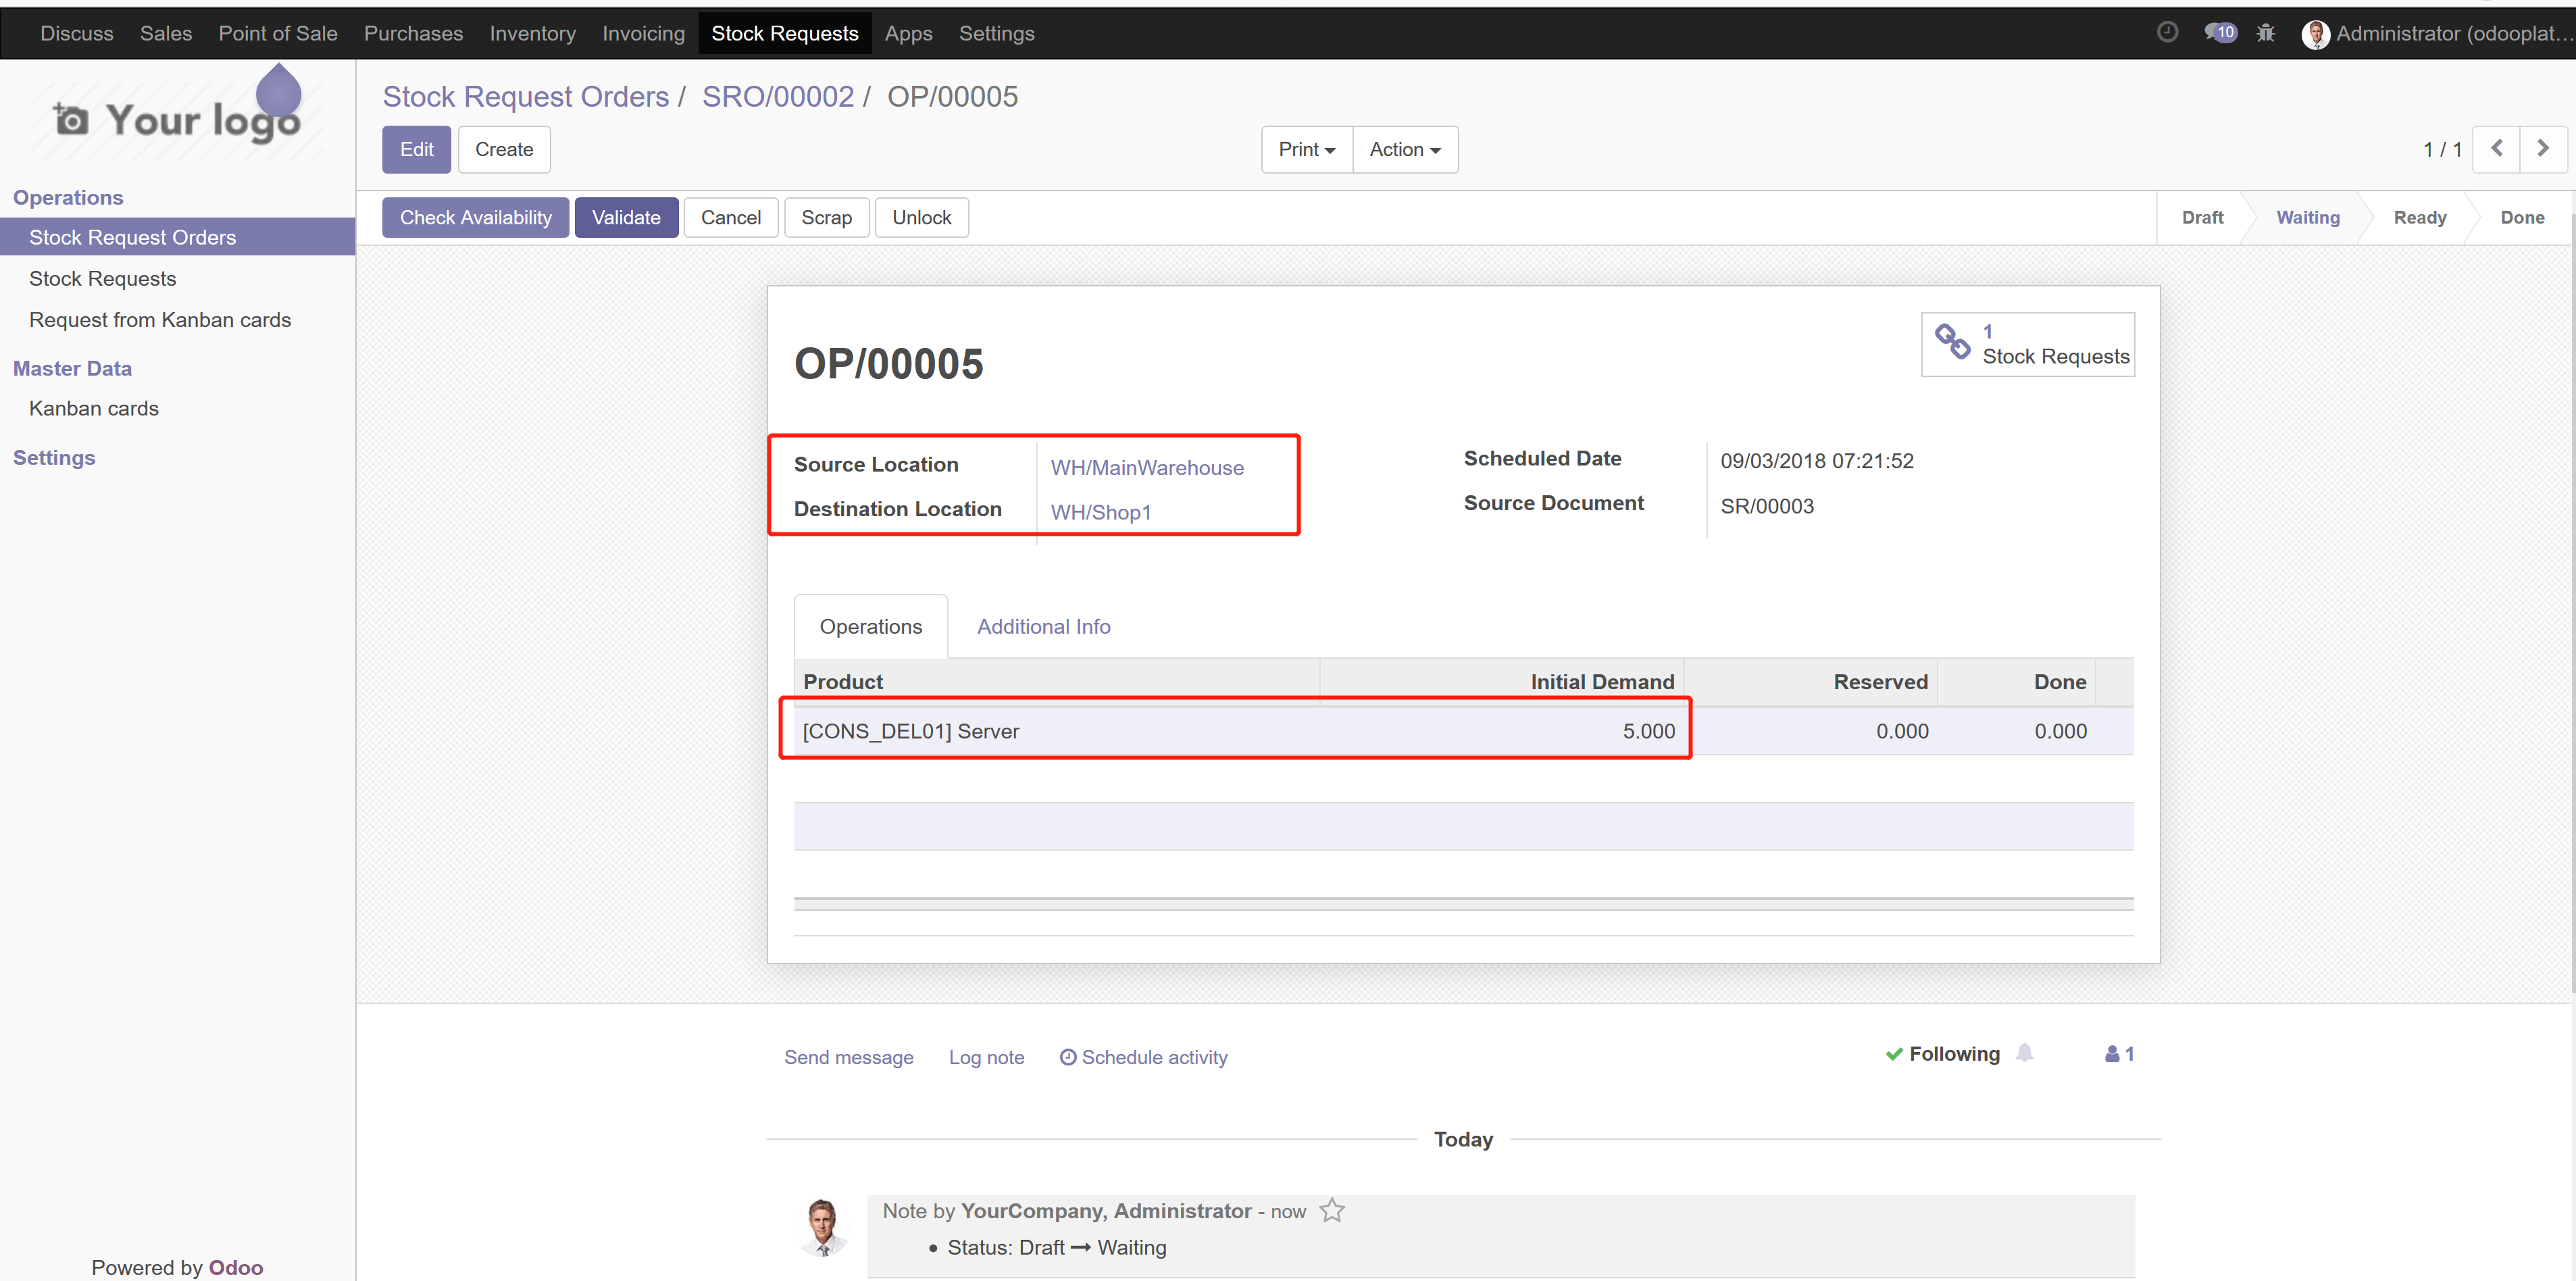 Discuss Sales Point of Sale Purchases Inventory Invoicing Stock Requests Apps Settings 10 Administrator (odooplat...
Your logo
Stock Request Orders / SRO/00002 / OP/00005
Edit Create Print Action 1 / 1
Operations
Stock Request Orders
Stock Requests
Request from Kanban cards
Master Data
Kanban cards
Settings
Powered by Odoo
Check Availability Validate Cancel Scrap Unlock Draft Waiting Ready Done
1
Stock Requests
OP/00005
Source Location WH/MainWarehouse
Destination Location WH/Shop1
Scheduled Date 09/03/2018 07:21:52
Source Document SR/00003
Operations Additional Info
Product Initial Demand Reserved Done
[CONS_DEL01] Server 5.000 0.000 0.000
Send message Log note Schedule activity Following 1
Today
Note by YourCompany, Administrator - now
• Status: Draft → Waiting